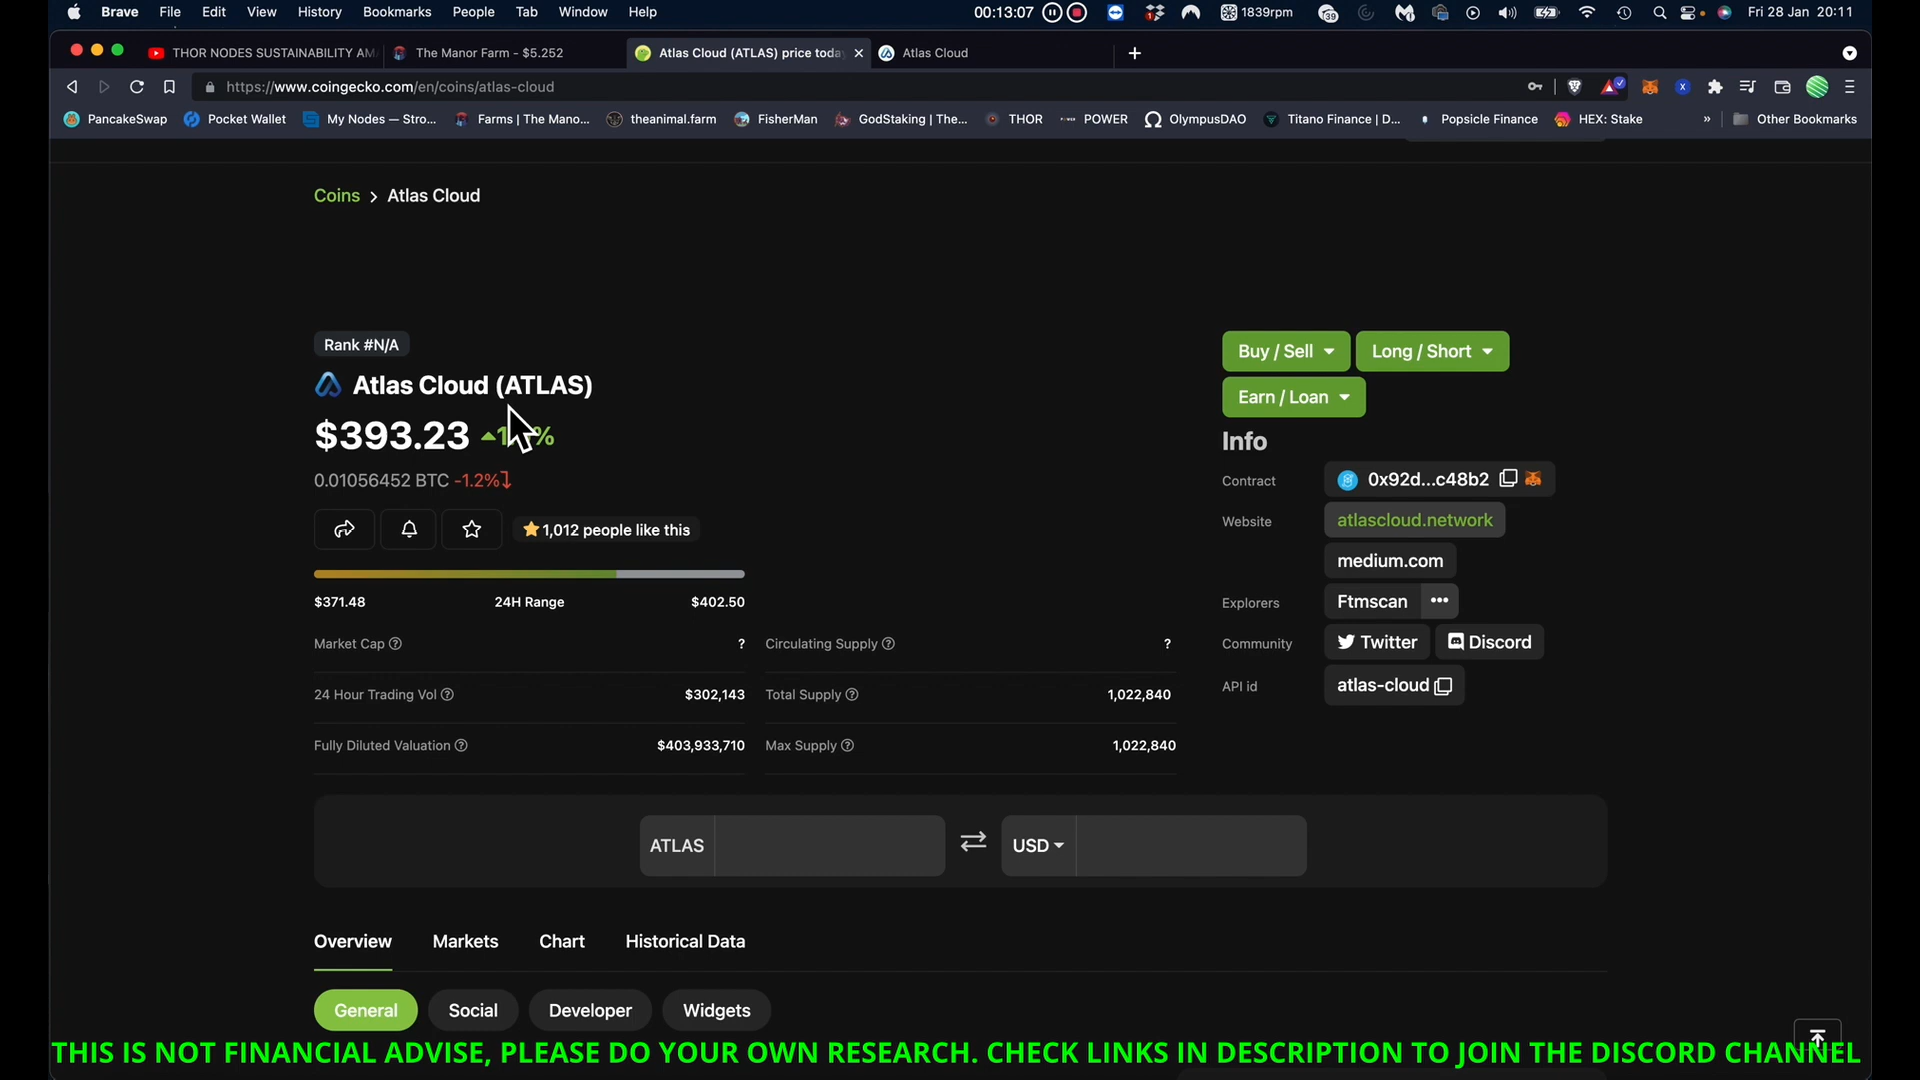 Brave File Edit View History Bookmarks People Tab Window Help 00:13:07 1839rpm 39 Fri 28 Jan 20:11
THOR NODES SUSTAINABILITY AM The Manor Farm - $5.252 Atlas Cloud (ATLAS) price today Atlas Cloud
https://www.coingecko.com/en/coins/atlas-cloud
PancakeSwap Pocket Wallet My Nodes — Stro... Farms | The Mano... theanimal.farm FisherMan GodStaking | The... THOR POWER OlympusDAO Titano Finance | D... Popsicle Finance HEX: Stake » Other Bookmarks
Coins > Atlas Cloud
Rank #N/A
Atlas Cloud (ATLAS)
$393.23
0.01056452 BTC -1.2%
1,012 people like this
$371.48 24H Range $402.50
Market Cap ?
24 Hour Trading Vol $302,143
Fully Diluted Valuation $403,933,710
Circulating Supply ?
Total Supply 1,022,840
Max Supply 1,022,840
Buy / Sell Long / Short
Earn / Loan
Info
Contract 0x92d...c48b2
Website atlascloud.network
medium.com
Explorers Ftmscan •••
Community Twitter Discord
API id atlas-cloud
ATLAS USD
Overview Markets Chart Historical Data
General Social Developer Widgets
THIS IS NOT FINANCIAL ADVISE, PLEASE DO YOUR OWN RESEARCH. CHECK LINKS IN DESCRIPTION TO JOIN THE DISCORD CHANNEL